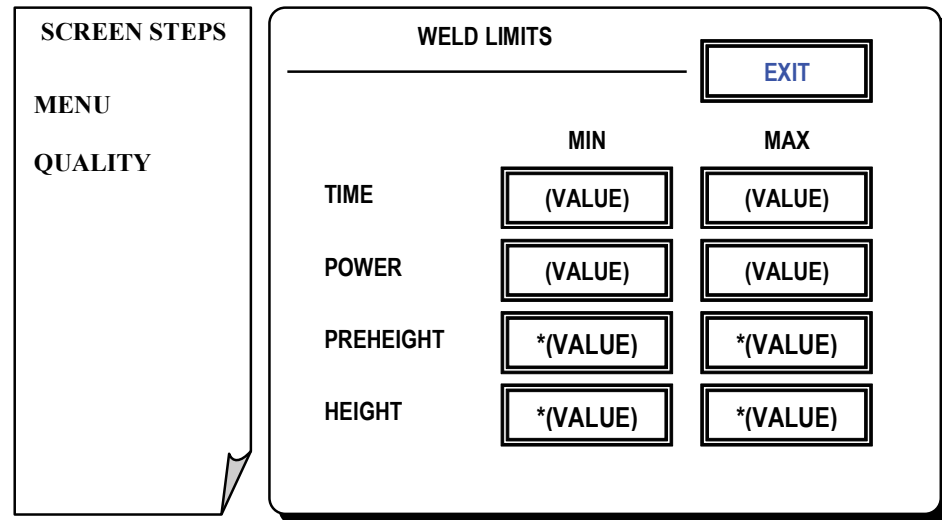 SCREEN STEPS
MENU
QUALITY
WELD LIMITS
EXIT
MIN MAX
TIME (VALUE) (VALUE)
POWER (VALUE) (VALUE)
PREHEIGHT *(VALUE) *(VALUE)
HEIGHT *(VALUE) *(VALUE)